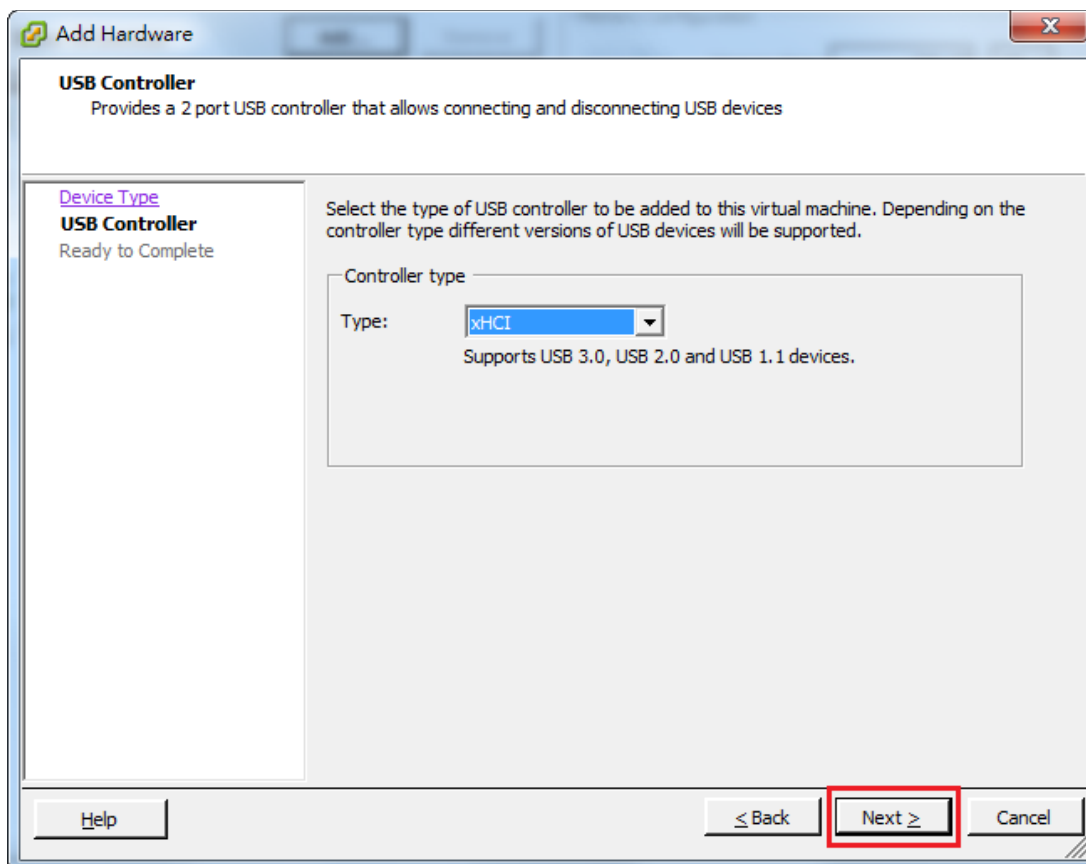 Add Hardware
USB Controller
Provides a 2 port USB controller that allows connecting and disconnecting USB devices
Device Type
USB Controller
Ready to Complete
Select the type of USB controller to be added to this virtual machine. Depending on the
controller type different versions of USB devices will be supported.
Controller type
Type:
xHCI
Supports USB 3.0, USB 2.0 and USB 1.1 devices.
Help
< Back
Next >
Cancel